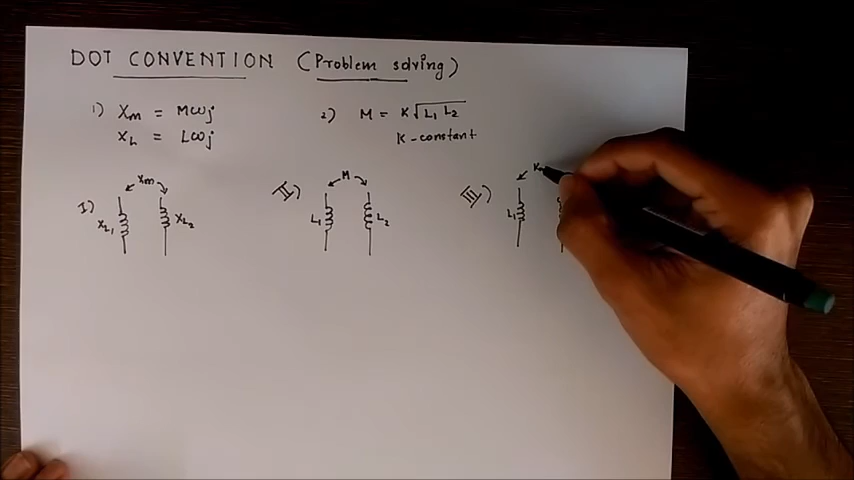 DOT CONVENTION (Problem solving)
1) Xm = Mωj 2) M = K√L1 L2
XL = Lωj K-constant
I) Xm II) M III)
XL1 XL2 L1 L2 L1